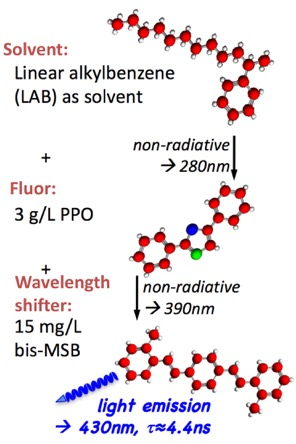 Solvent:
Linear alkylbenzene
(LAB) as solvent
non-radiative
→ 280nm
+
Fluor:
3 g/L PPO
+
Wavelength
shifter:
15 mg/L
bis-MSB
non-radiative
→ 390nm
light emission
→ 430nm, τ≈4.4ns